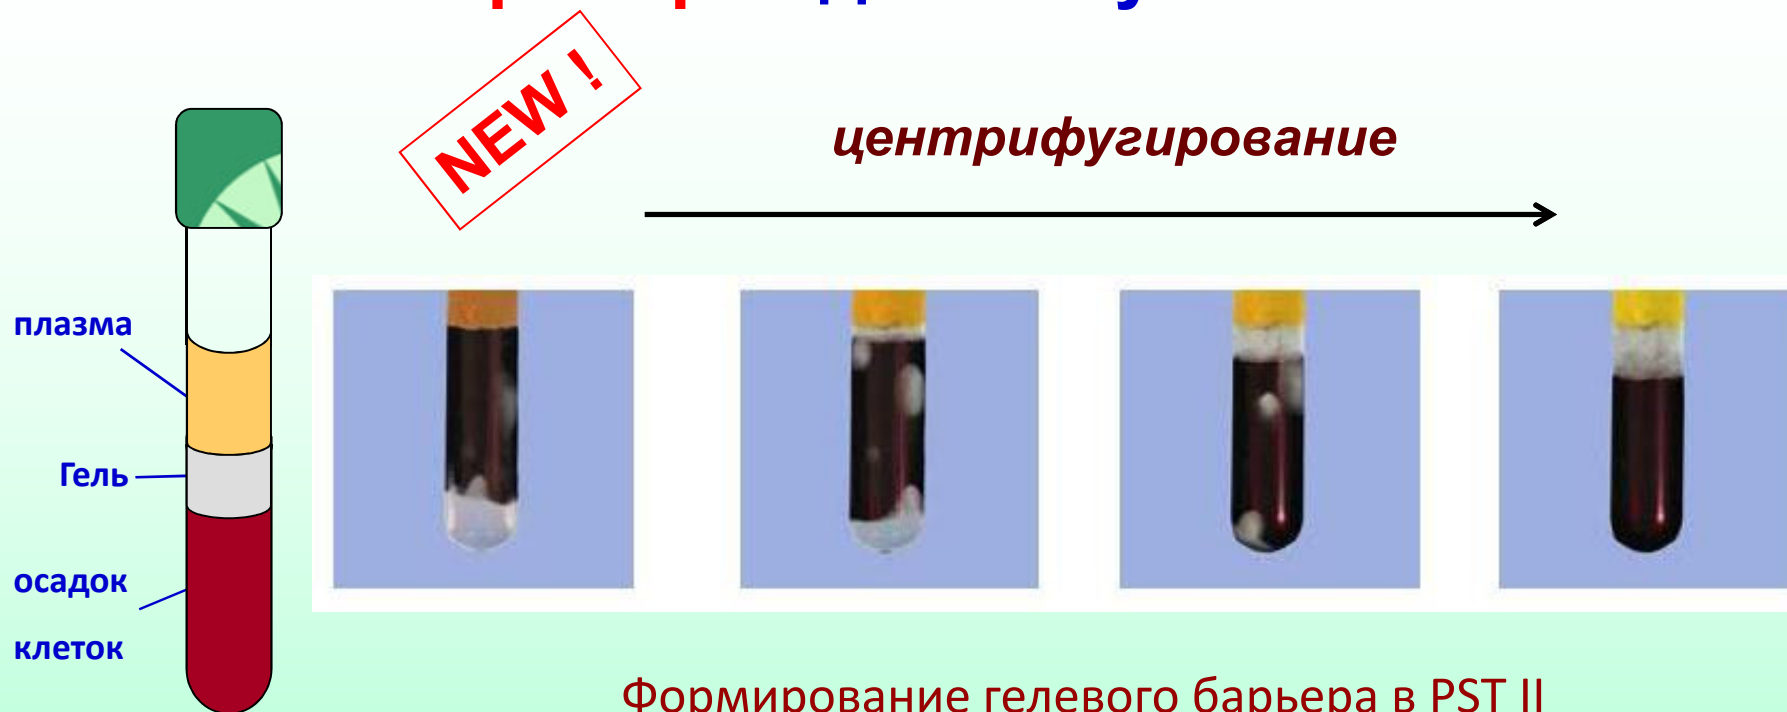 NEW !
центрифугирование
плазма
Гель
осадок
клеток
Формирование гелевого барьера в PST II